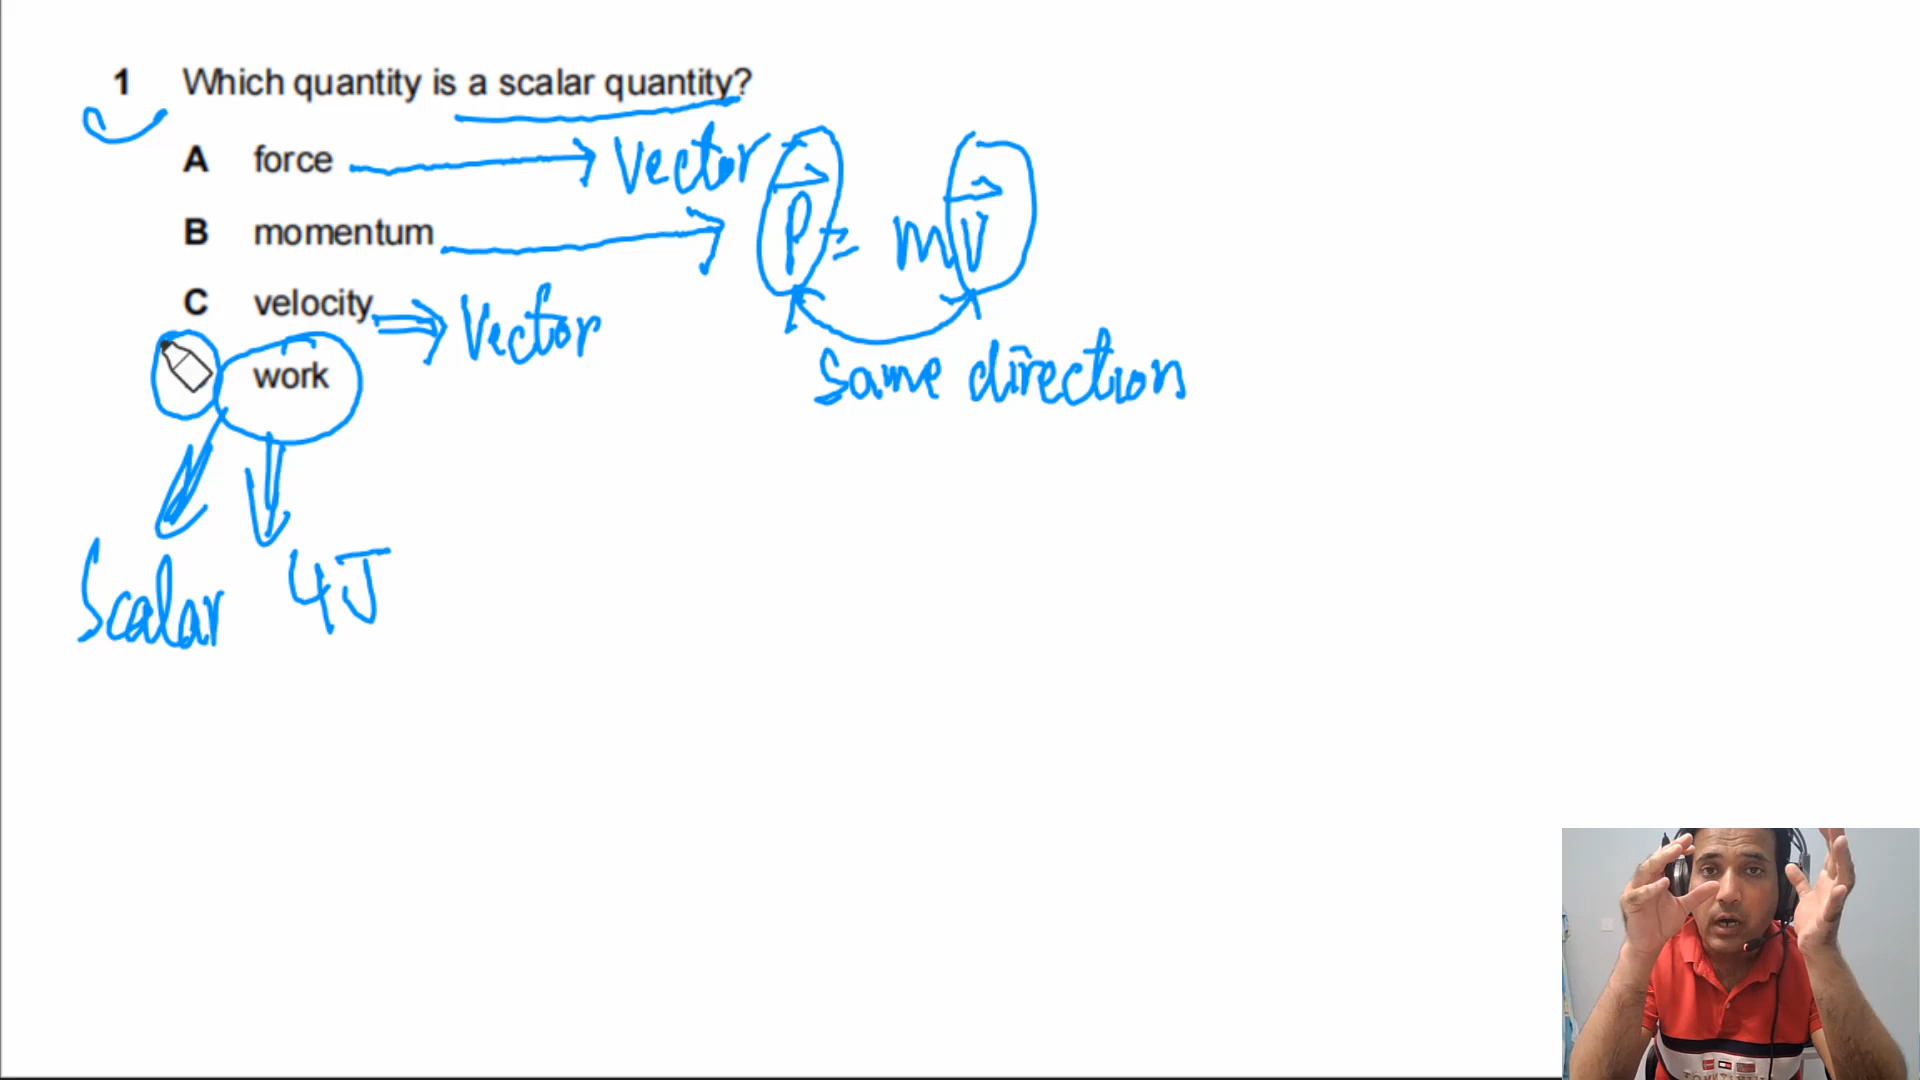 1 Which quantity is a scalar quantity?
A force → Vector
B momentum → P = mV
C velocity ⇒ Vector
work
Same direction
Scalar 4J